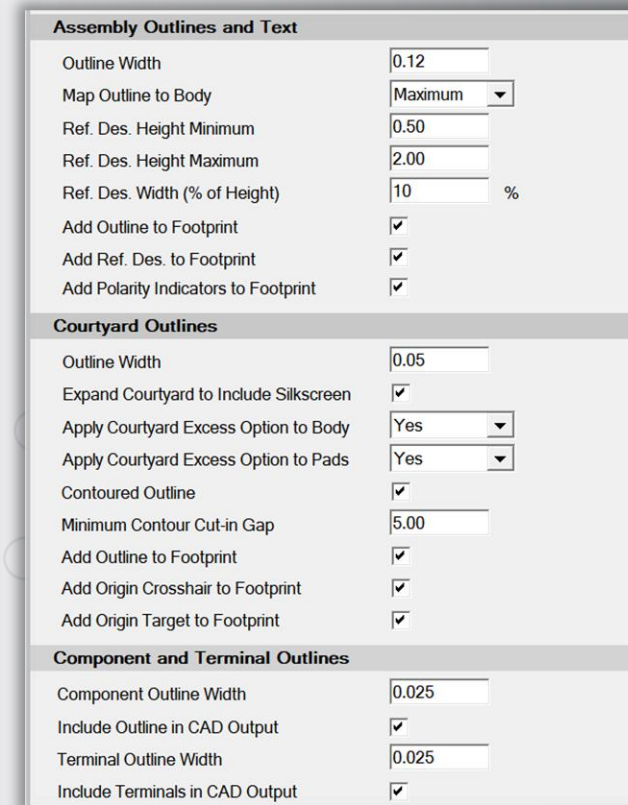 Assembly Outlines and Text
Outline Width 0.12
Map Outline to Body Maximum
Ref. Des. Height Minimum 0.50
Ref. Des. Height Maximum 2.00
Ref. Des. Width (% of Height) 10 %
Add Outline to Footprint
Add Ref. Des. to Footprint
Add Polarity Indicators to Footprint
Courtyard Outlines
Outline Width 0.05
Expand Courtyard to Include Silkscreen
Apply Courtyard Excess Option to Body Yes
Apply Courtyard Excess Option to Pads Yes
Contoured Outline
Minimum Contour Cut-in Gap 5.00
Add Outline to Footprint
Add Origin Crosshair to Footprint
Add Origin Target to Footprint
Component and Terminal Outlines
Component Outline Width 0.025
Include Outline in CAD Output
Terminal Outline Width 0.025
Include Terminals in CAD Output